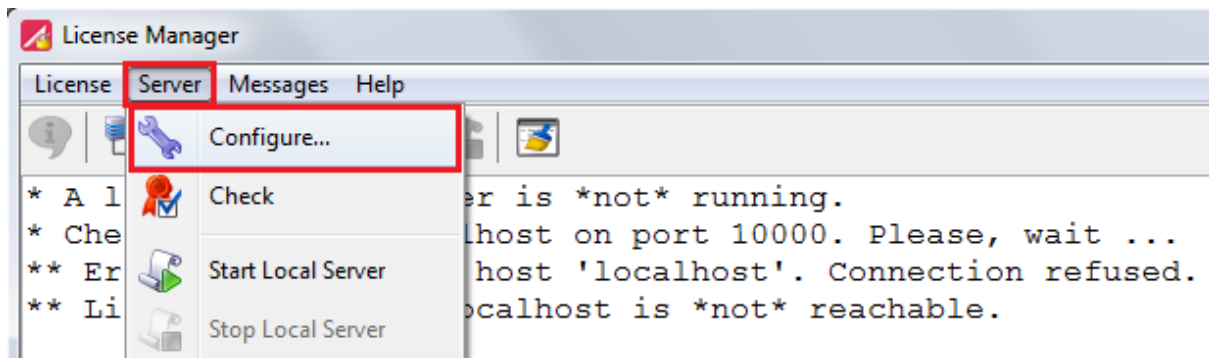 License Manager
License Server Messages Help
Configure...
Check
Start Local Server
Stop Local Server
* A l er is *not* running.
* Che lhost on port 10000. Please, wait ...
** Er host 'localhost'. Connection refused.
** Li ocalhost is *not* reachable.